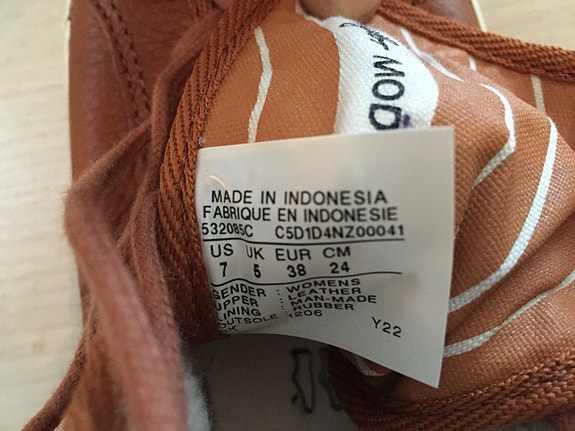 MOD
MADE IN INDONESIA
FABRIQUE EN INDONESIE
532085C C5D1D4NZ00041
US UK EUR CM
7 5 38 24
GENDER : WOMENS
UPPER : LEATHER
LINING : MAN-MADE
OUTSOLE : RUBBER
1206
Y22